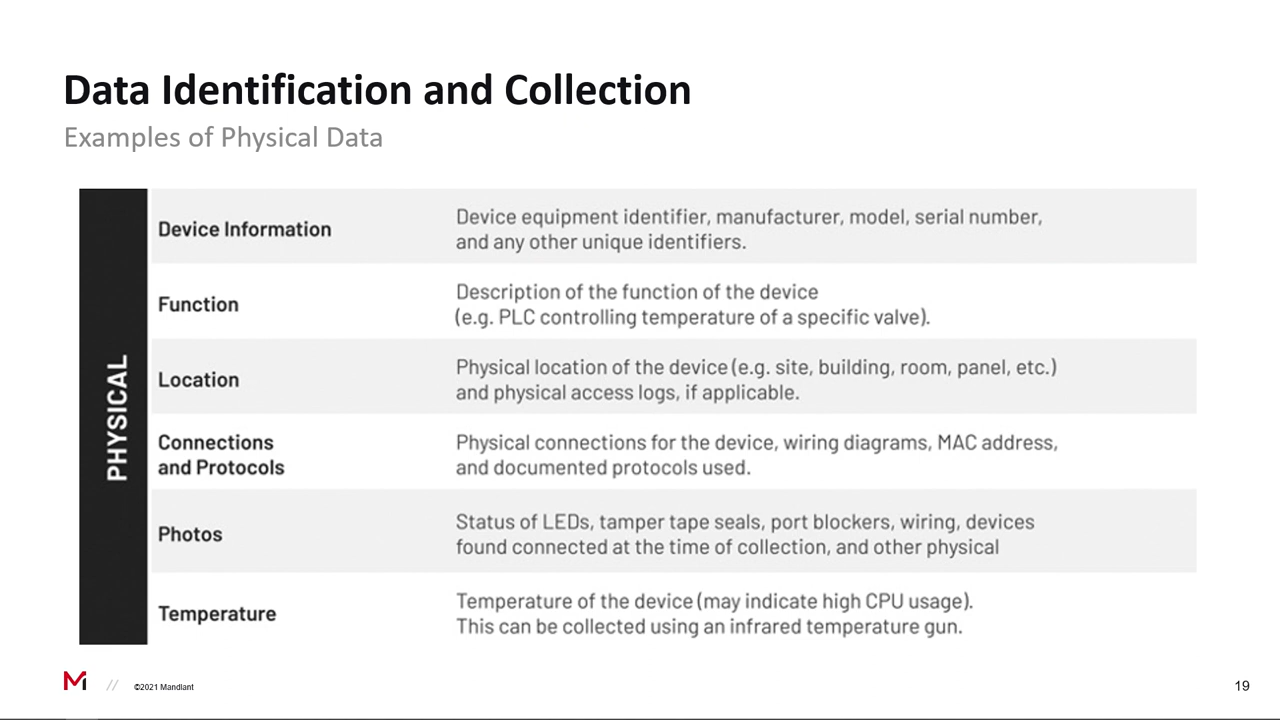 Data Identification and Collection
Examples of Physical Data
PHYSICAL
Device Information
Device equipment identifier, manufacturer, model, serial number,
and any other unique identifiers.
Function
Description of the function of the device
(e.g. PLC controlling temperature of a specific valve).
Location
Physical location of the device (e.g. site, building, room, panel, etc.)
and physical access logs, if applicable.
Connections
and Protocols
Physical connections for the device, wiring diagrams, MAC address,
and documented protocols used.
Photos
Status of LEDs, tamper tape seals, port blockers, wiring, devices
found connected at the time of collection, and other physical
Temperature
Temperature of the device (may indicate high CPU usage).
This can be collected using an infrared temperature gun.
M // ©2021 Mandiant
19